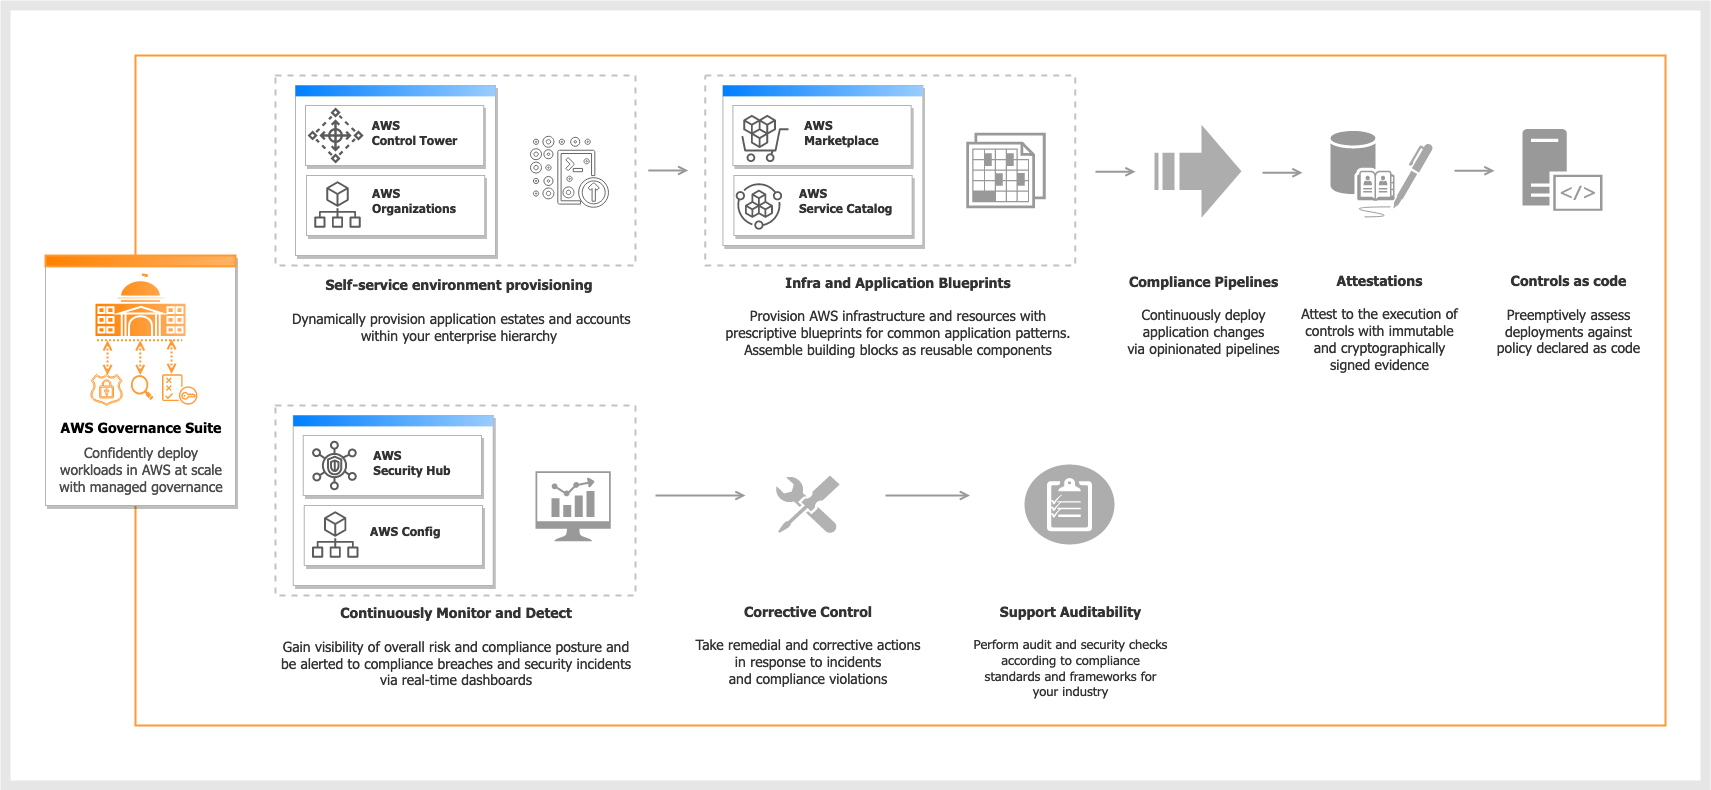 AWS
Control Tower
AWS
Organizations
Self-service environment provisioning
Dynamically provision application estates and accounts
within your enterprise hierarchy
AWS
Marketplace
AWS
Service Catalog
Infra and Application Blueprints
Provision AWS infrastructure and resources with
prescriptive blueprints for common application patterns.
Assemble building blocks as reusable components
Compliance Pipelines
Continuously deploy
application changes
via opinionated pipelines
Attestations
Attest to the execution of
controls with immutable
and cryptographically
signed evidence
</>
Controls as code
Preemptively assess
deployments against
policy declared as code
AWS Governance Suite
Confidently deploy
workloads in AWS at scale
with managed governance
AWS
Security Hub
AWS Config
Continuously Monitor and Detect
Gain visibility of overall risk and compliance posture and
be alerted to compliance breaches and security incidents
via real-time dashboards
Corrective Control
Take remedial and corrective actions
in response to incidents
and compliance violations
Support Auditability
Perform audit and security checks
according to compliance
standards and frameworks for
your industry